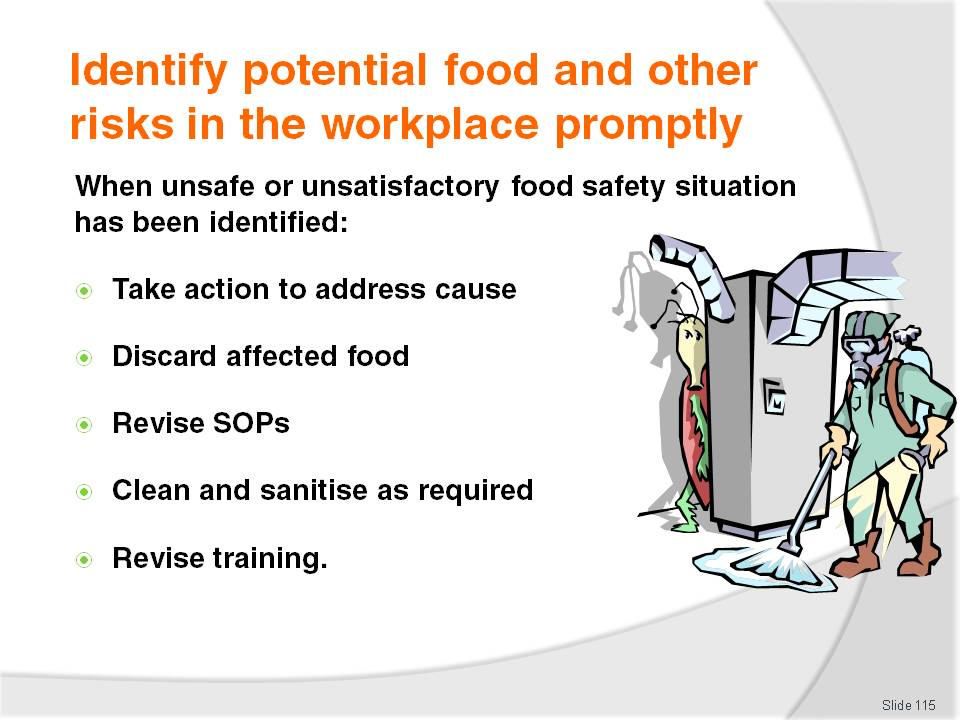 Identify potential food and other
risks in the workplace promptly
When unsafe or unsatisfactory food safety situation
has been identified:
Take action to address cause
Discard affected food
Revise SOPs
Clean and sanitise as required
Revise training.
Slide 115